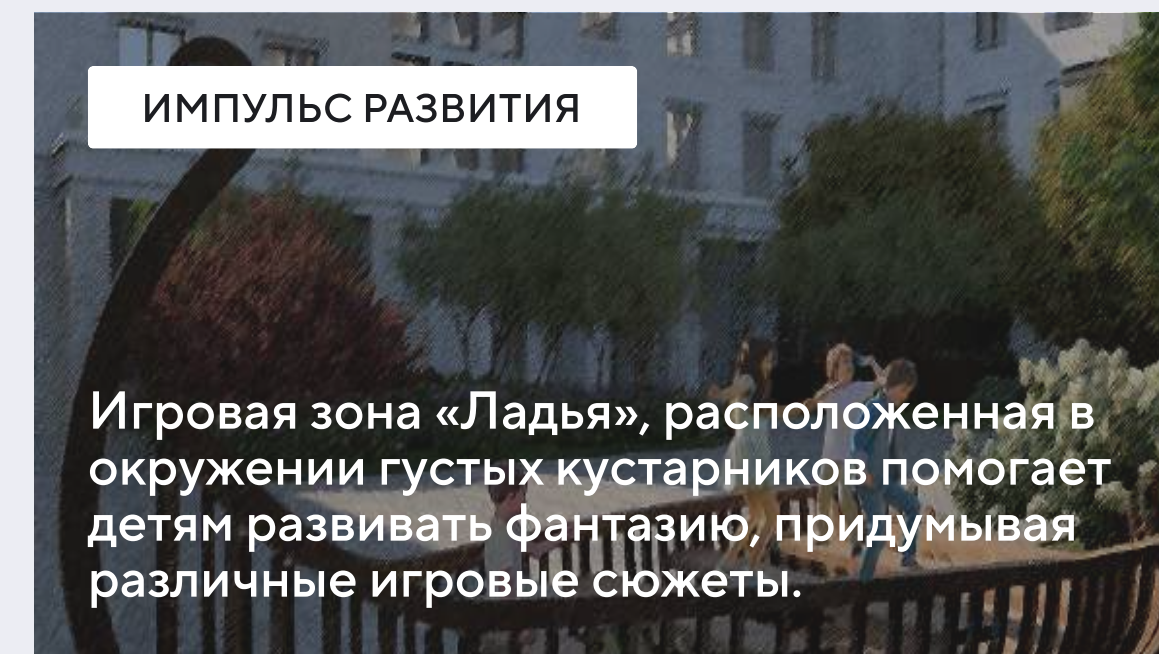 ИМПУЛЬС РАЗВИТИЯ
Игровая зона «Ладья», расположенная в
окружении густых кустарников помогает
детям развивать фантазию, придумывая
различные игровые сюжеты.